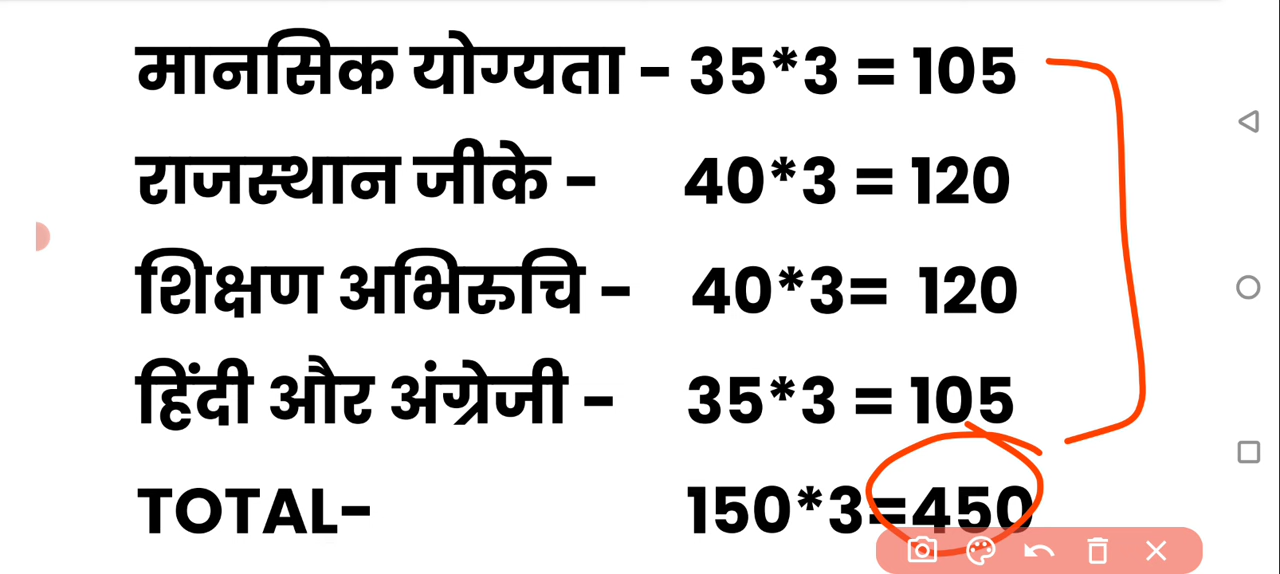 मानसिक योग्यता - 35*3 = 105
राजस्थान जीके - 40*3 = 120
शिक्षण अभिरुचि - 40*3= 120
हिंदी और अंग्रेजी - 35*3 = 105
TOTAL- 150*3=450